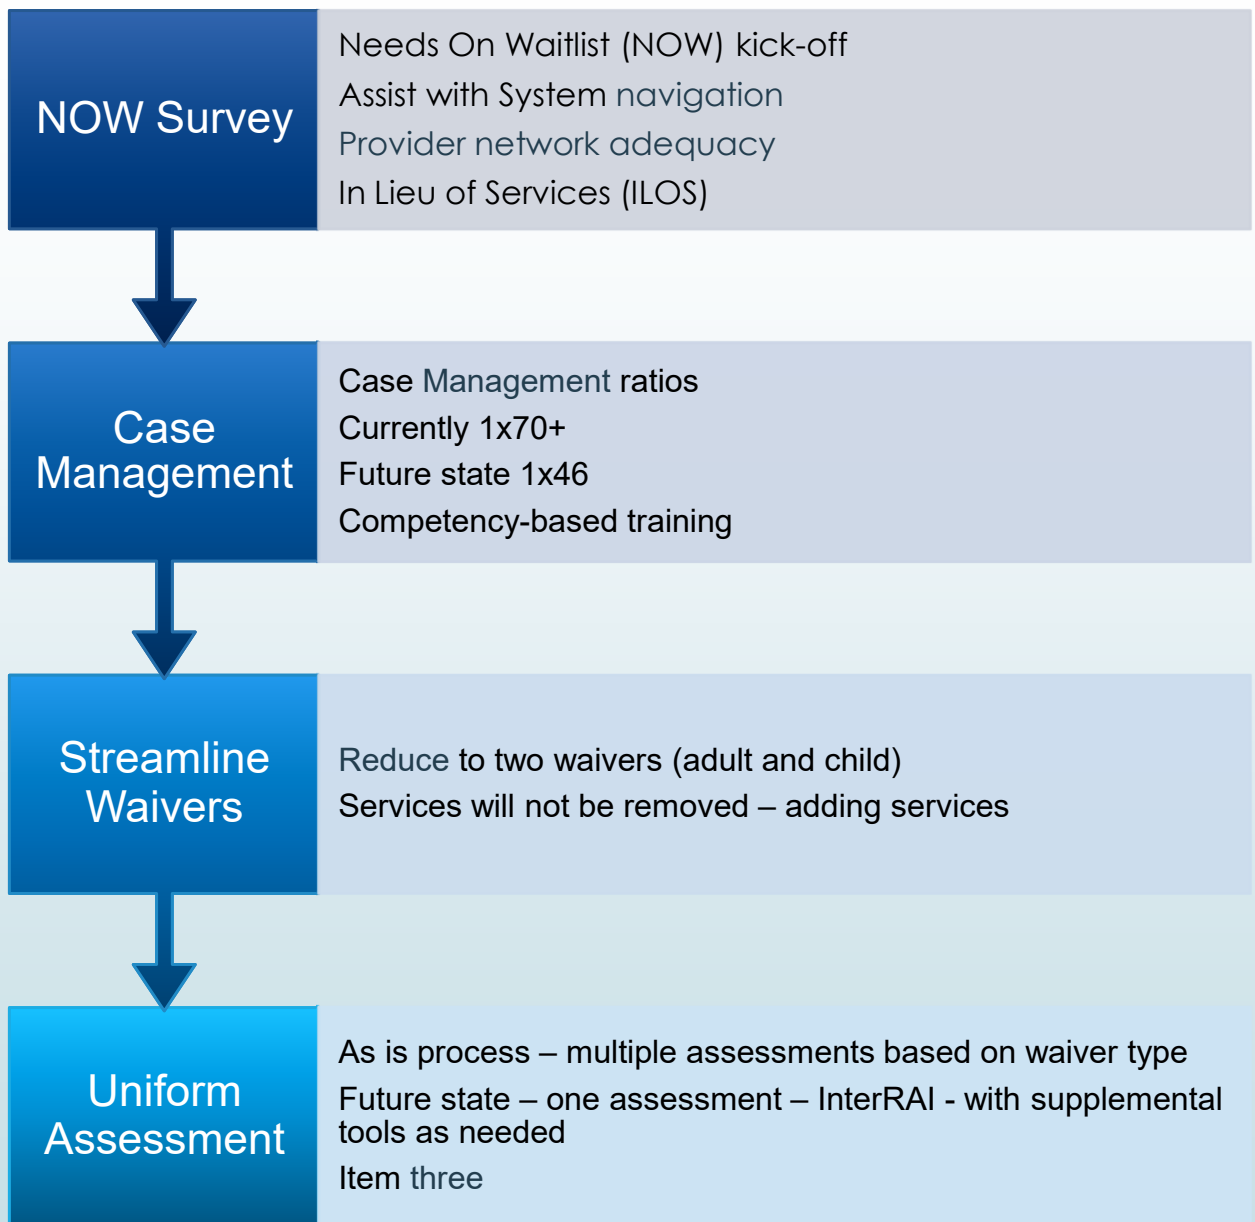 NOW Survey
Needs On Waitlist (NOW) kick-off
Assist with System navigation
Provider network adequacy
In Lieu of Services (ILOS)
Case
Management
Case Management ratios
Currently 1x70+
Future state 1x46
Competency-based training
Streamline
Waivers
Reduce to two waivers (adult and child)
Services will not be removed – adding services
Uniform
Assessment
As is process – multiple assessments based on waiver type
Future state – one assessment – InterRAI - with supplemental
tools as needed
Item three